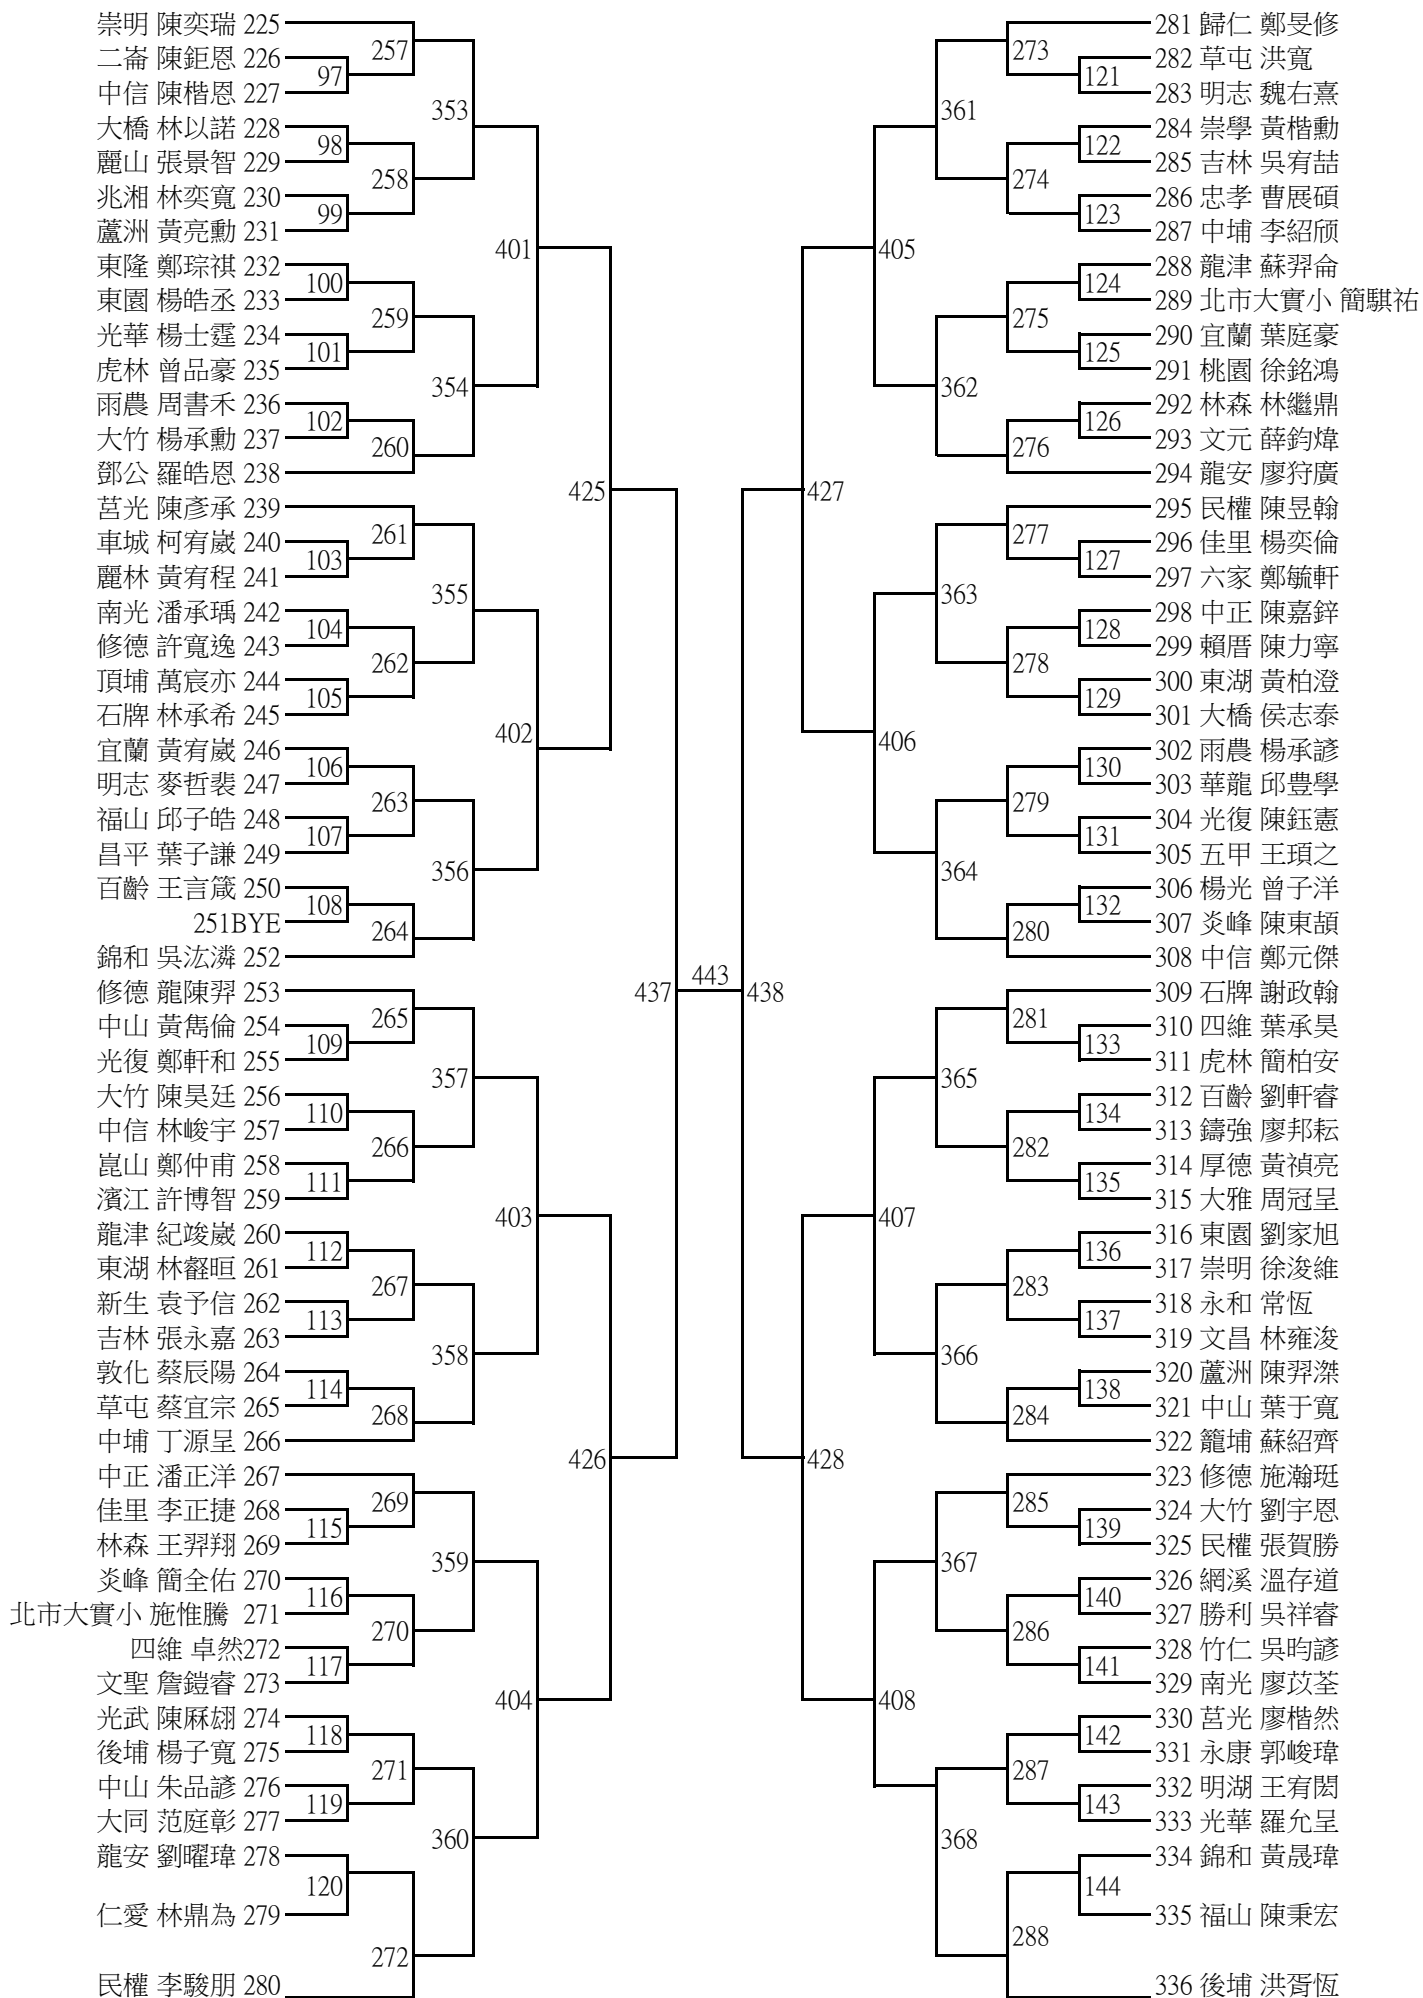 崇明 陳奕瑞 225
二崙 陳鉅恩 226
中信 陳楷恩 227
大橋 林以諾 228
麗山 張景智 229
兆湘 林奕寬 230
蘆洲 黃亮勳 231
東隆 鄭琮祺 232
東園 楊皓丞 233
光華 楊士霆 234
虎林 曾品豪 235
雨農 周書禾 236
大竹 楊承勳 237
鄧公 羅皓恩 238
莒光 陳彥承 239
車城 柯宥崴 240
麗林 黃宥程 241
南光 潘承瑀 242
修德 許寬逸 243
頂埔 萬宸亦 244
石牌 林承希 245
宜蘭 黃宥崴 246
明志 麥哲裴 247
福山 邱子皓 248
昌平 葉子謙 249
百齡 王言箴 250
251BYE
錦和 吳汯潾 252
修德 龍陳羿 253
中山 黃雋倫 254
光復 鄭軒和 255
大竹 陳昊廷 256
中信 林峻宇 257
崑山 鄭仲甫 258
濱江 許博智 259
龍津 紀竣崴 260
東湖 林叡晅 261
新生 袁予信 262
吉林 張永嘉 263
敦化 蔡辰陽 264
草屯 蔡宜宗 265
中埔 丁源呈 266
中正 潘正洋 267
佳里 李正捷 268
林森 王羿翔 269
炎峰 簡全佑 270
北市大實小 施惟騰 271
四維 卓然272
文聖 詹鎧睿 273
光武 陳厤翃 274
後埔 楊子寬 275
中山 朱品諺 276
大同 范庭彰 277
龍安 劉曜瑋 278
仁愛 林鼎為 279
民權 李駿朋 280
97
98
99
100
101
102
103
104
105
106
107
108
109
110
111
112
113
114
115
116
117
118
119
120
257
258
259
260
261
262
263
264
265
266
267
268
269
270
271
272
353
354
355
356
357
358
359
360
401
402
403
404
425
426
437
443
438
427
428
405
406
407
408
361
362
363
364
365
366
367
368
273
274
275
276
277
278
279
280
281
282
283
284
285
286
287
288
121
122
123
124
125
126
127
128
129
130
131
132
133
134
135
136
137
138
139
140
141
142
143
144
281 歸仁 鄭旻修
282 草屯 洪寬
283 明志 魏右熹
284 崇學 黃楷勳
285 吉林 吳宥喆
286 忠孝 曹展碩
287 中埔 李紹頎
288 龍津 蘇羿侖
289 北市大實小 簡騏祐
290 宜蘭 葉庭豪
291 桃園 徐銘鴻
292 林森 林繼鼎
293 文元 薛鈞煒
294 龍安 廖狩廣
295 民權 陳昱翰
296 佳里 楊奕倫
297 六家 鄭毓軒
298 中正 陳嘉鋅
299 賴厝 陳力寧
300 東湖 黃柏澄
301 大橋 侯志泰
302 雨農 楊承諺
303 華龍 邱豊學
304 光復 陳鈺憲
305 五甲 王頊之
306 楊光 曾子洋
307 炎峰 陳東頡
308 中信 鄭元傑
309 石牌 謝政翰
310 四維 葉承昊
311 虎林 簡柏安
312 百齡 劉軒睿
313 鑄強 廖邦耘
314 厚德 黃禎亮
315 大雅 周冠呈
316 東園 劉家旭
317 崇明 徐浚維
318 永和 常恆
319 文昌 林雍浚
320 蘆洲 陳羿滐
321 中山 葉于寬
322 籠埔 蘇紹齊
323 修德 施瀚珽
324 大竹 劉宇恩
325 民權 張賀勝
326 網溪 溫存道
327 勝利 吳祥睿
328 竹仁 吳昀諺
329 南光 廖苡荃
330 莒光 廖楷然
331 永康 郭峻瑋
332 明湖 王宥閎
333 光華 羅允呈
334 錦和 黃晟瑋
335 福山 陳秉宏
336 後埔 洪胥恆